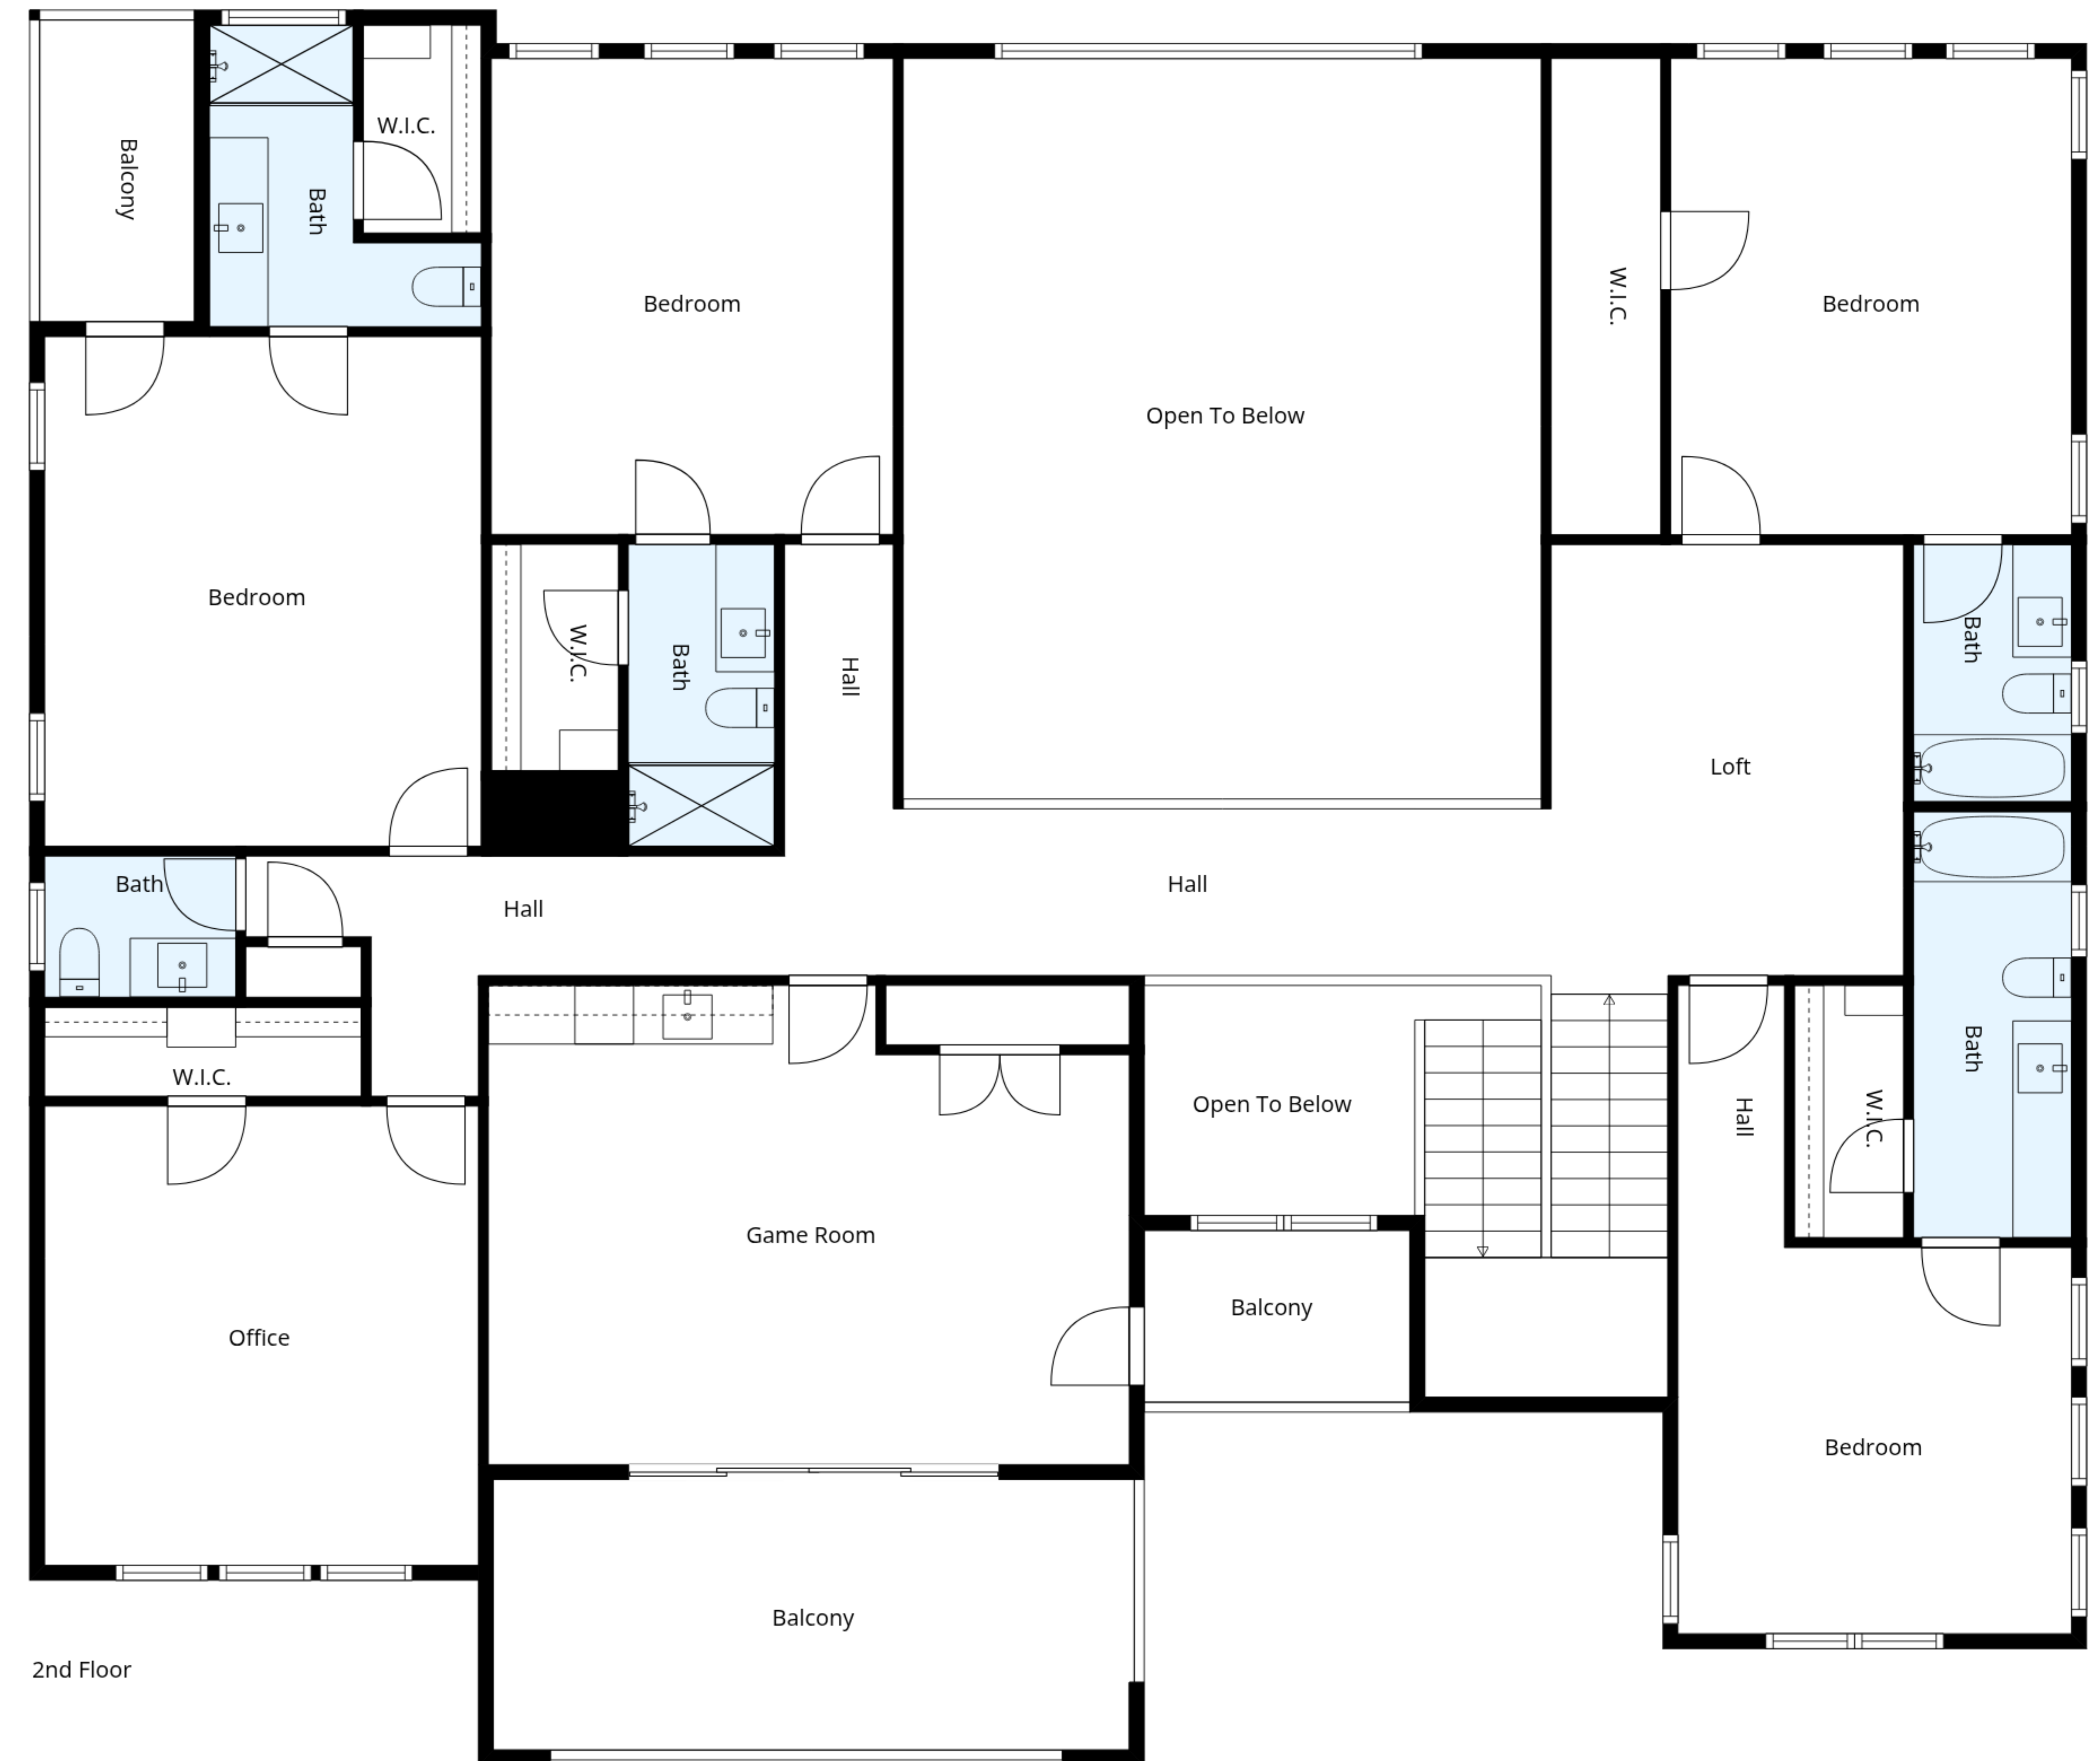 W.I.C.
Balcony
Bath
Bedroom
W.I.C.
Bedroom
Open To Below
Bedroom
W.I.C.
Bath
Hall
Bath
Loft
Bath
Hall
Hall
Bath
W.I.C.
Open To Below
Hall
W.I.C.
Game Room
Balcony
Office
Bedroom
Balcony
2nd Floor